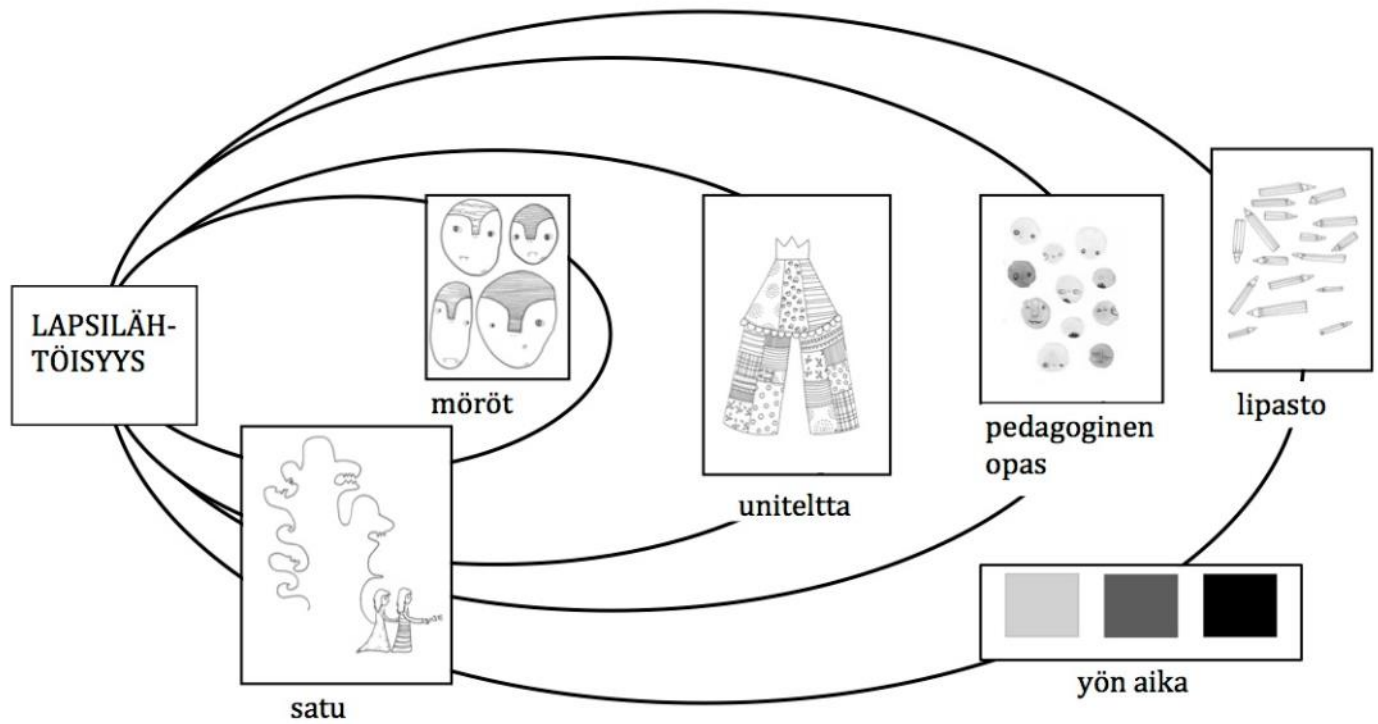 LAPSILÄH-
TÖISYYS
möröt
uniteltta
pedagoginen
opas
lipasto
satu
yön aika